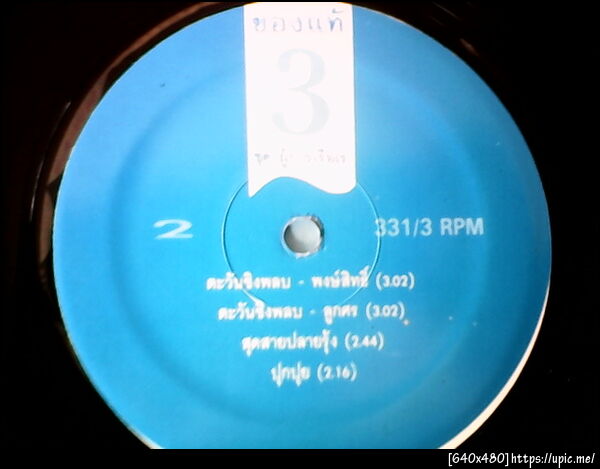 ของแท้
3
ชุด
2
331/3 RPM
ตะวันชิงพลบ - พงษ์สิทธิ์ (3.02)
ตะวันชิงพลบ - ลูกศร (3.02)
สุดสายปลายรุ้ง (2.44)
ปุกปุย (2.16)
[640x480]https://upic.me/